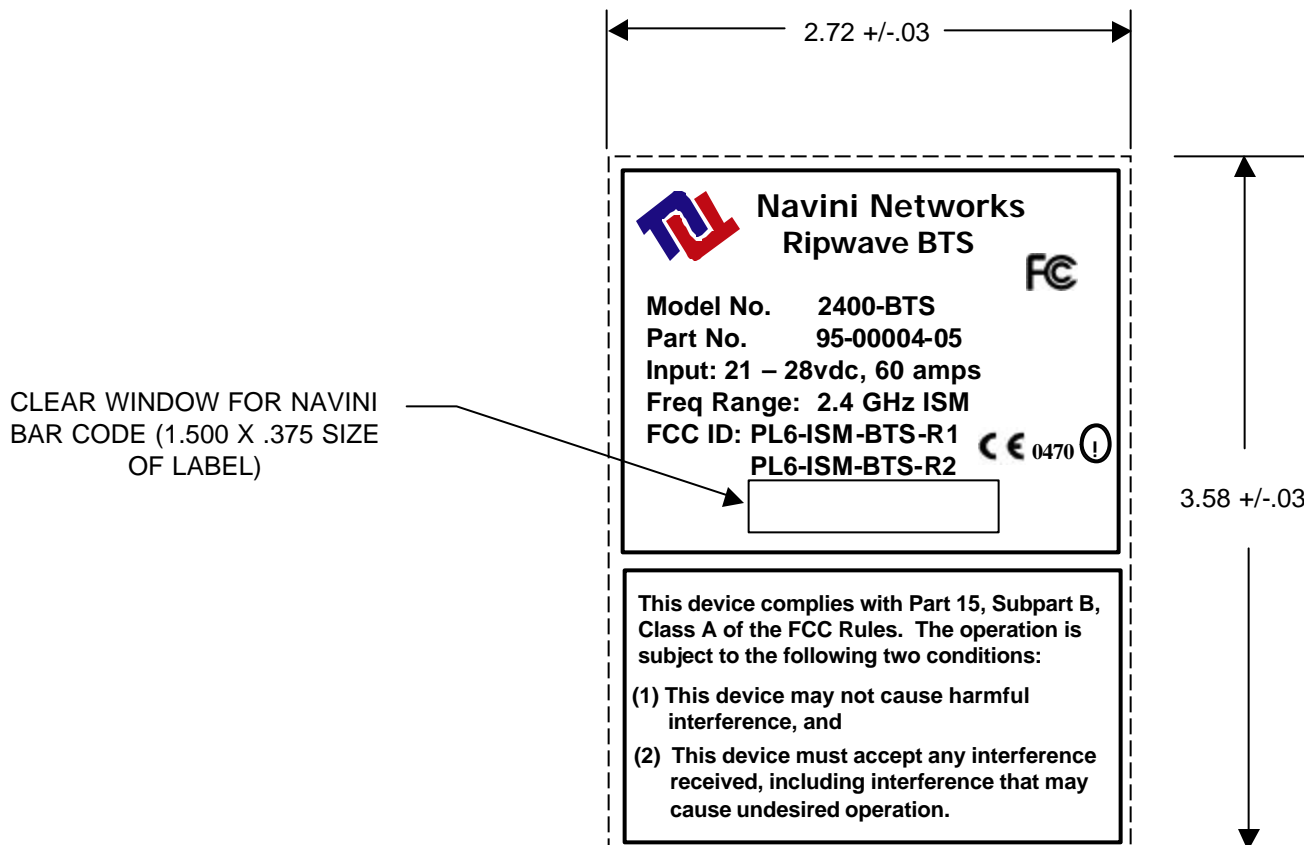 2.72 +/-.03
Navini Networks
Ripwave BTS
FC
Model No. 2400-BTS
Part No. 95-00004-05
Input: 21 – 28vdc, 60 amps
Freq Range: 2.4 GHz ISM
FCC ID: PL6-ISM-BTS-R1
PL6-ISM-BTS-R2
CE 0470 !
CLEAR WINDOW FOR NAVINI
BAR CODE (1.500 X .375 SIZE
OF LABEL)
3.58 +/-.03
This device complies with Part 15, Subpart B,
Class A of the FCC Rules. The operation is
subject to the following two conditions:
(1) This device may not cause harmful
interference, and
(2) This device must accept any interference
received, including interference that may
cause undesired operation.